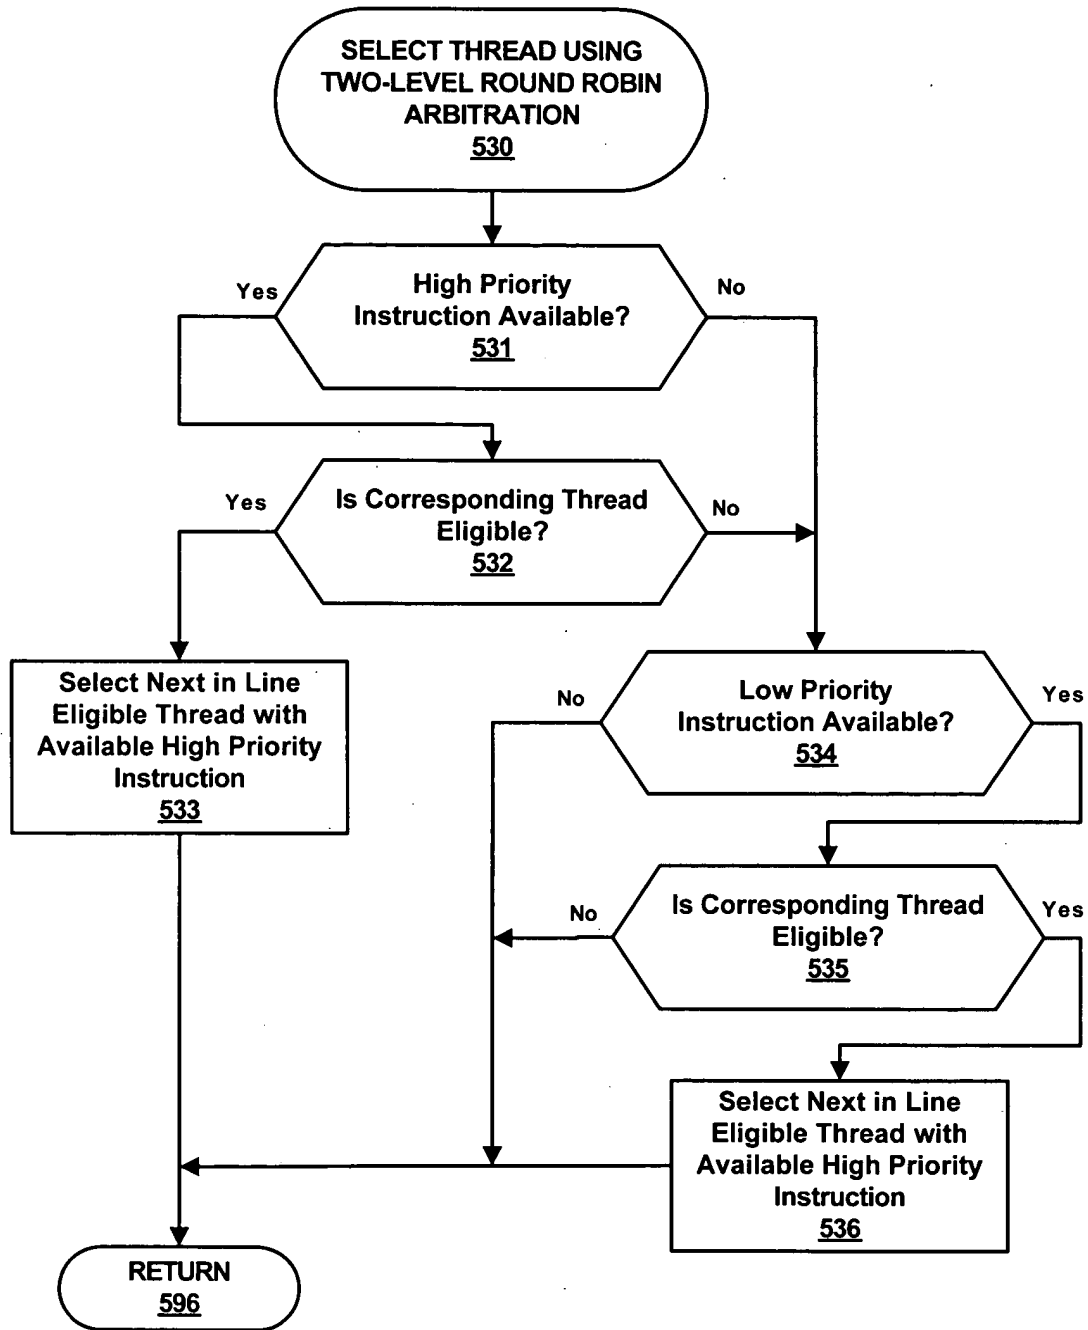 SELECT THREAD USING
TWO-LEVEL ROUND ROBIN
ARBITRATION
530
Yes
High Priority
Instruction Available?
531
No
Yes
Is Corresponding Thread
Eligible?
532
No
Select Next in Line
Eligible Thread with
Available High Priority
Instruction
533
No
Low Priority
Instruction Available?
534
Yes
No
Is Corresponding Thread
Eligible?
535
Yes
Select Next in Line
Eligible Thread with
Available High Priority
Instruction
536
RETURN
596